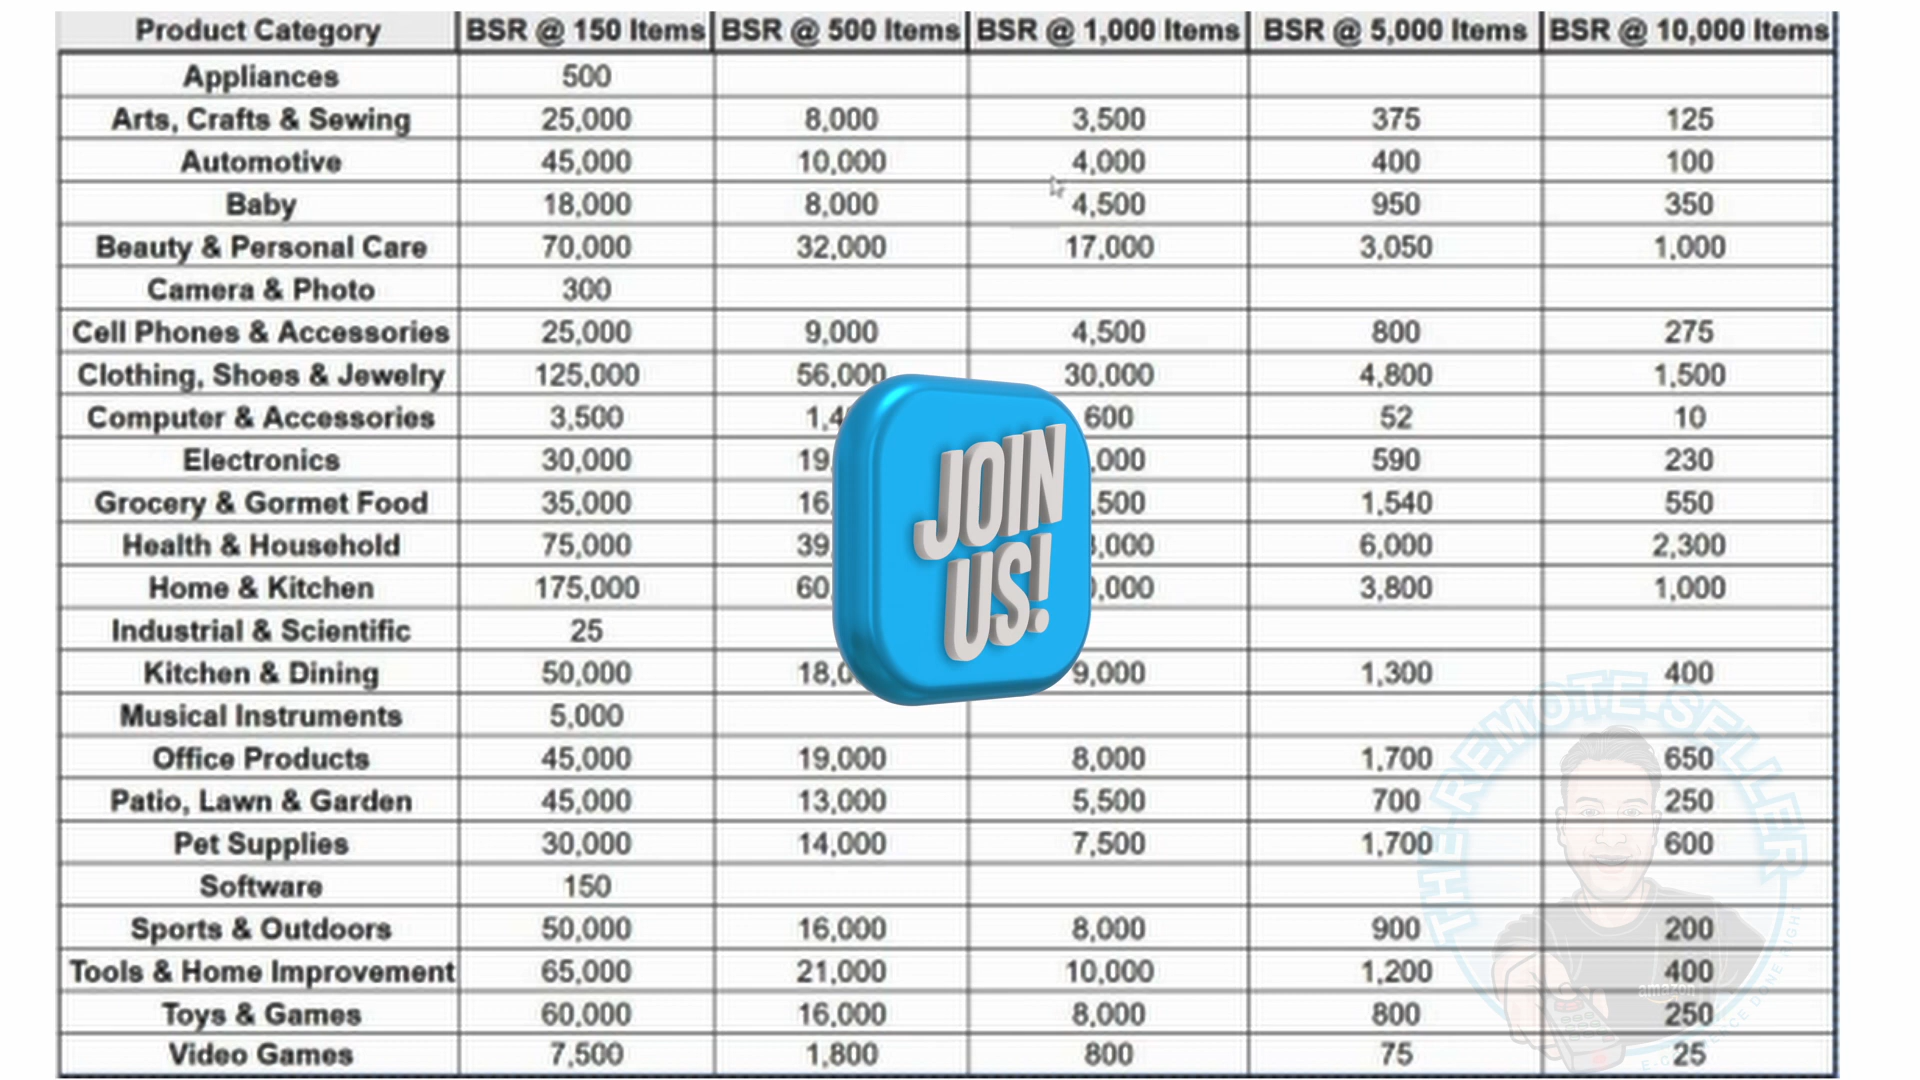 Product Category BSR @ 150 Items BSR @ 500 Items BSR @ 1,000 Items BSR @ 5,000 Items BSR @ 10,000 Items
Appliances 500
Arts, Crafts & Sewing 25,000 8,000 3,500 375 125
Automotive 45,000 10,000 4,000 400 100
Baby 18,000 8,000 4,500 950 350
Beauty & Personal Care 70,000 32,000 17,000 3,050 1,000
Camera & Photo 300
Cell Phones & Accessories 25,000 9,000 4,500 800 275
Clothing, Shoes & Jewelry 125,000 56,000 30,000 4,800 1,500
Computer & Accessories 3,500 600 52 10
Electronics 30,000 590 230
Grocery & Gormet Food 35,000 1,540 550
Health & Household 75,000 6,000 2,300
Home & Kitchen 175,000 3,800 1,000
Industrial & Scientific 25
Kitchen & Dining 50,000 9,000 1,300 400
Musical Instruments 5,000
Office Products 45,000 19,000 8,000 1,700 650
Patio, Lawn & Garden 45,000 13,000 5,500 700 250
Pet Supplies 30,000 14,000 7,500 1,700 600
Software 150
Sports & Outdoors 50,000 16,000 8,000 900 200
Tools & Home Improvement 65,000 21,000 10,000 1,200 400
Toys & Games 60,000 16,000 8,000 800 250
Video Games 7,500 1,800 800 75 25
JOIN
US!
THE REMOTE SELLER
amazon
E-COMMERCE DONE RIGHT